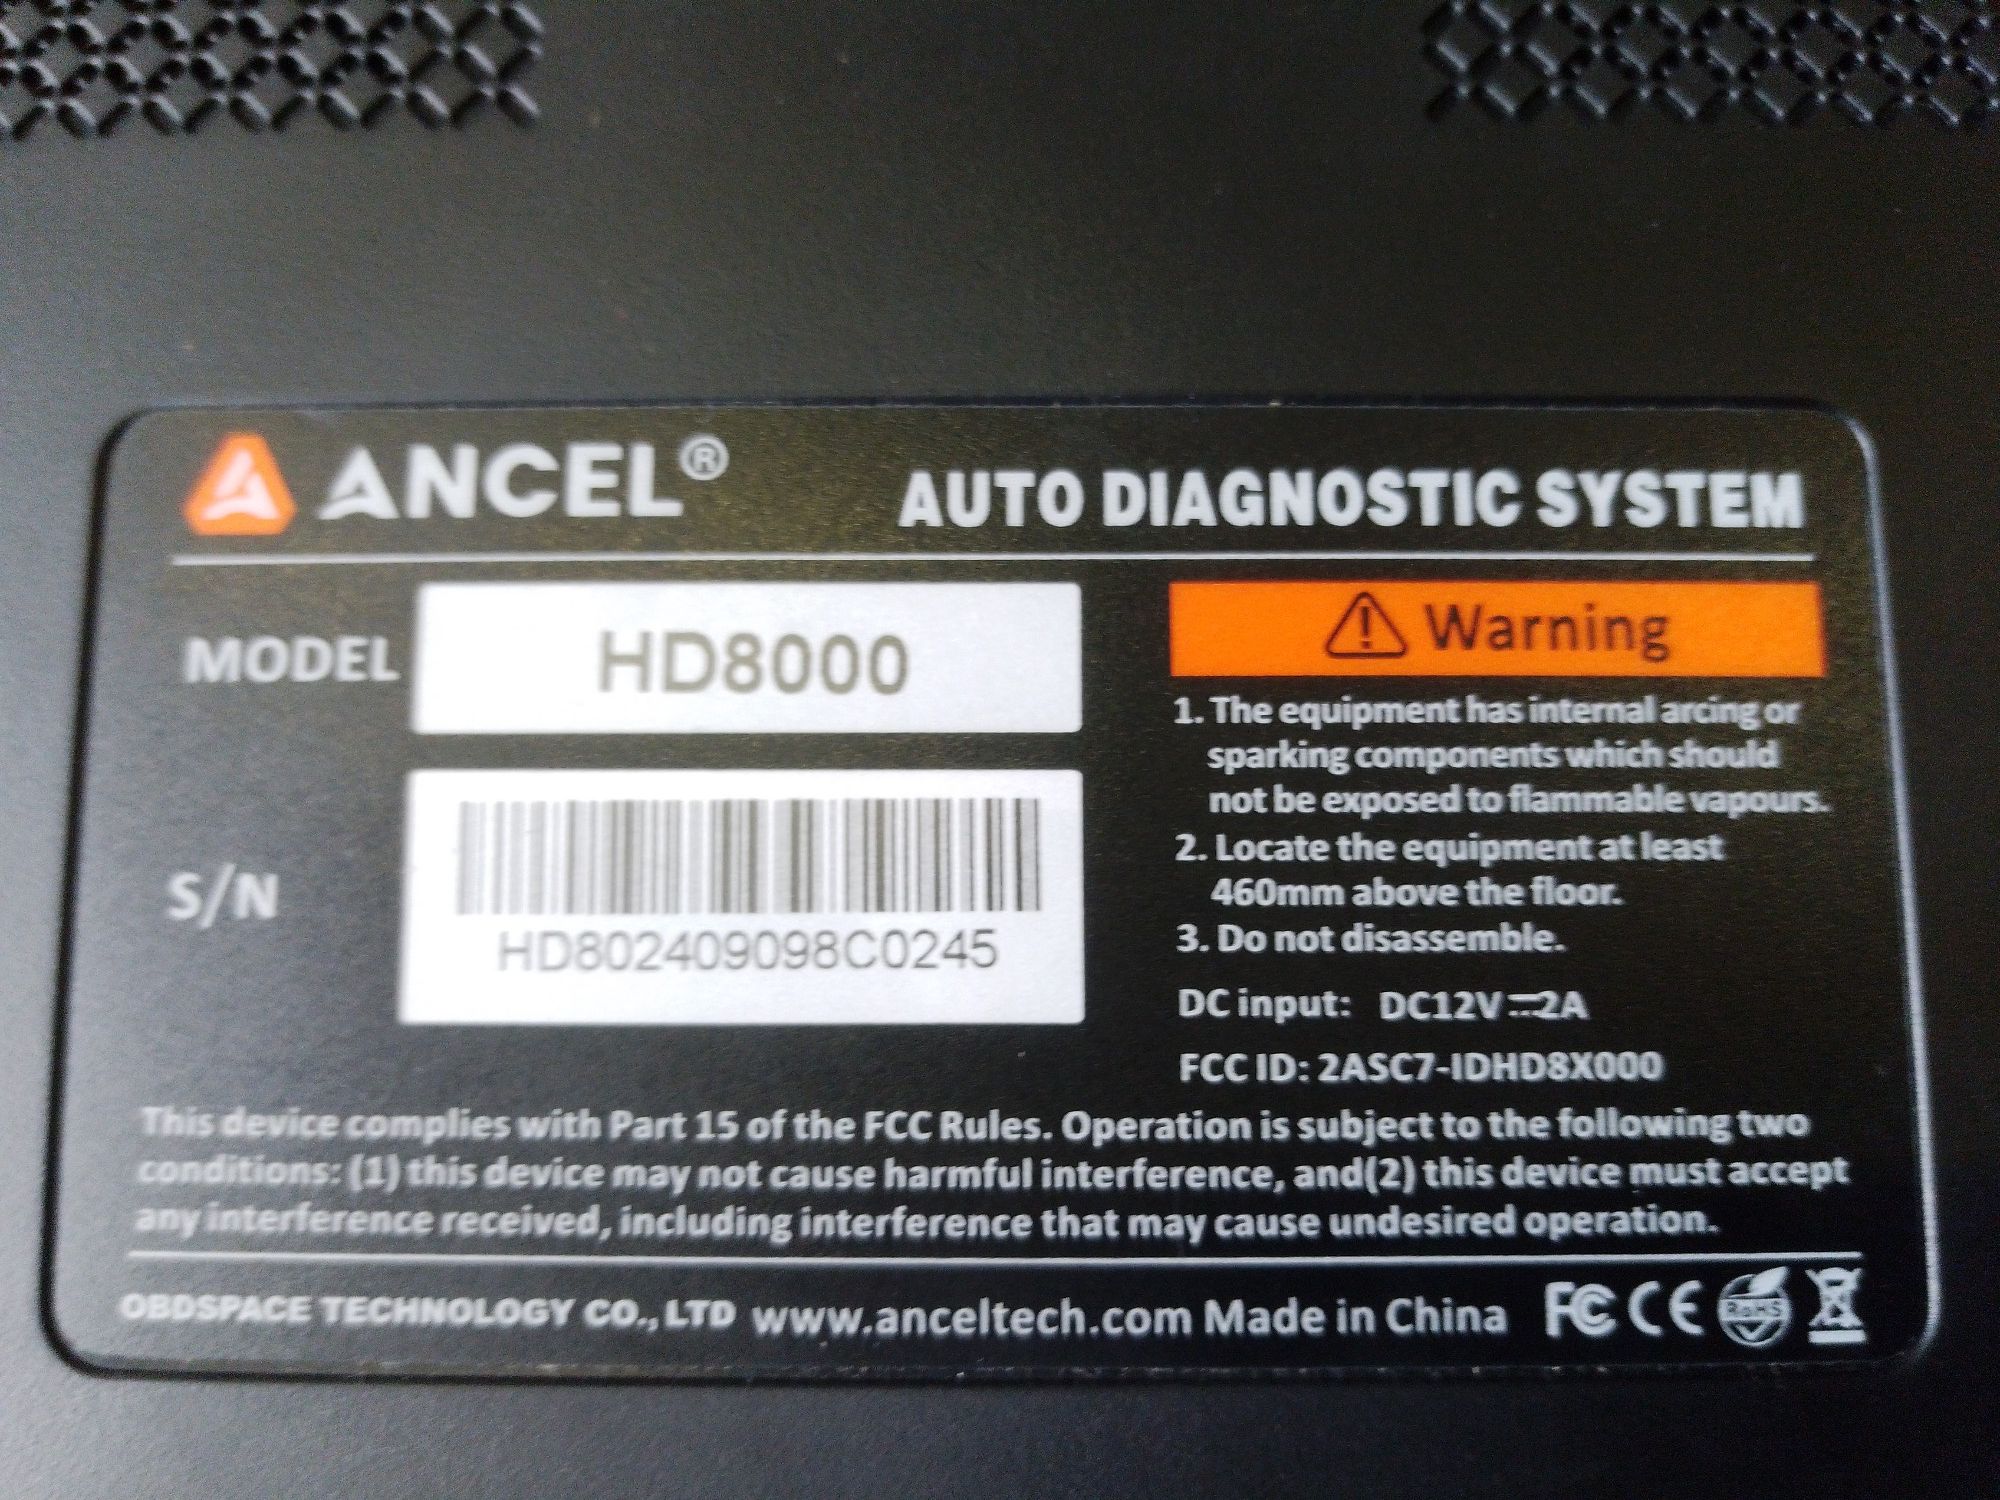 ANCEL®
AUTO DIAGNOSTIC SYSTEM
MODEL
HD8000
S/N
HD802409098C0245
Warning
1. The equipment has internal arcing or
sparking components which should
not be exposed to flammable vapours.
2. Locate the equipment at least
460mm above the floor.
3. Do not disassemble.
DC input: DC12V⎓2A
FCC ID: 2ASC7-IDHD8X000
This device complies with Part 15 of the FCC Rules. Operation is subject to the following two
conditions: (1) this device may not cause harmful interference, and(2) this device must accept
any interference received, including interference that may cause undesired operation.
OBDSPACE TECHNOLOGY CO., LTD www.anceltech.com Made in China FC CE RoHS